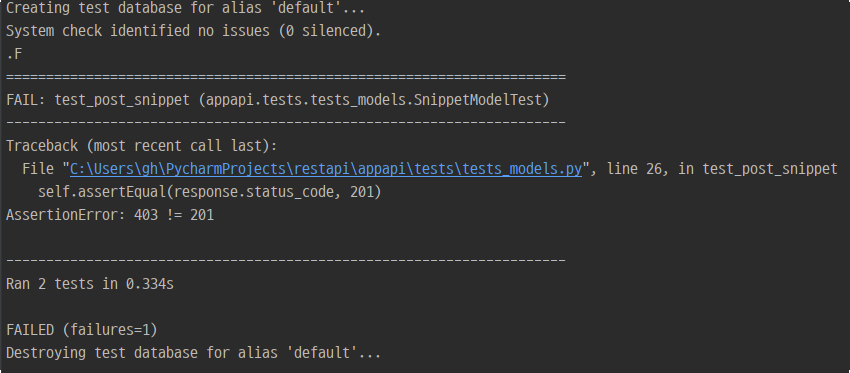 Creating test database for alias 'default'...
System check identified no issues (0 silenced).
.F
======================================================================
FAIL: test_post_snippet (appapi.tests.tests_models.SnippetModelTest)
----------------------------------------------------------------------
Traceback (most recent call last):
  File "C:\Users\gh\PycharmProjects\restapi\appapi\tests\tests_models.py", line 26, in test_post_snippet
    self.assertEqual(response.status_code, 201)
AssertionError: 403 != 201

----------------------------------------------------------------------
Ran 2 tests in 0.334s

FAILED (failures=1)
Destroying test database for alias 'default'...